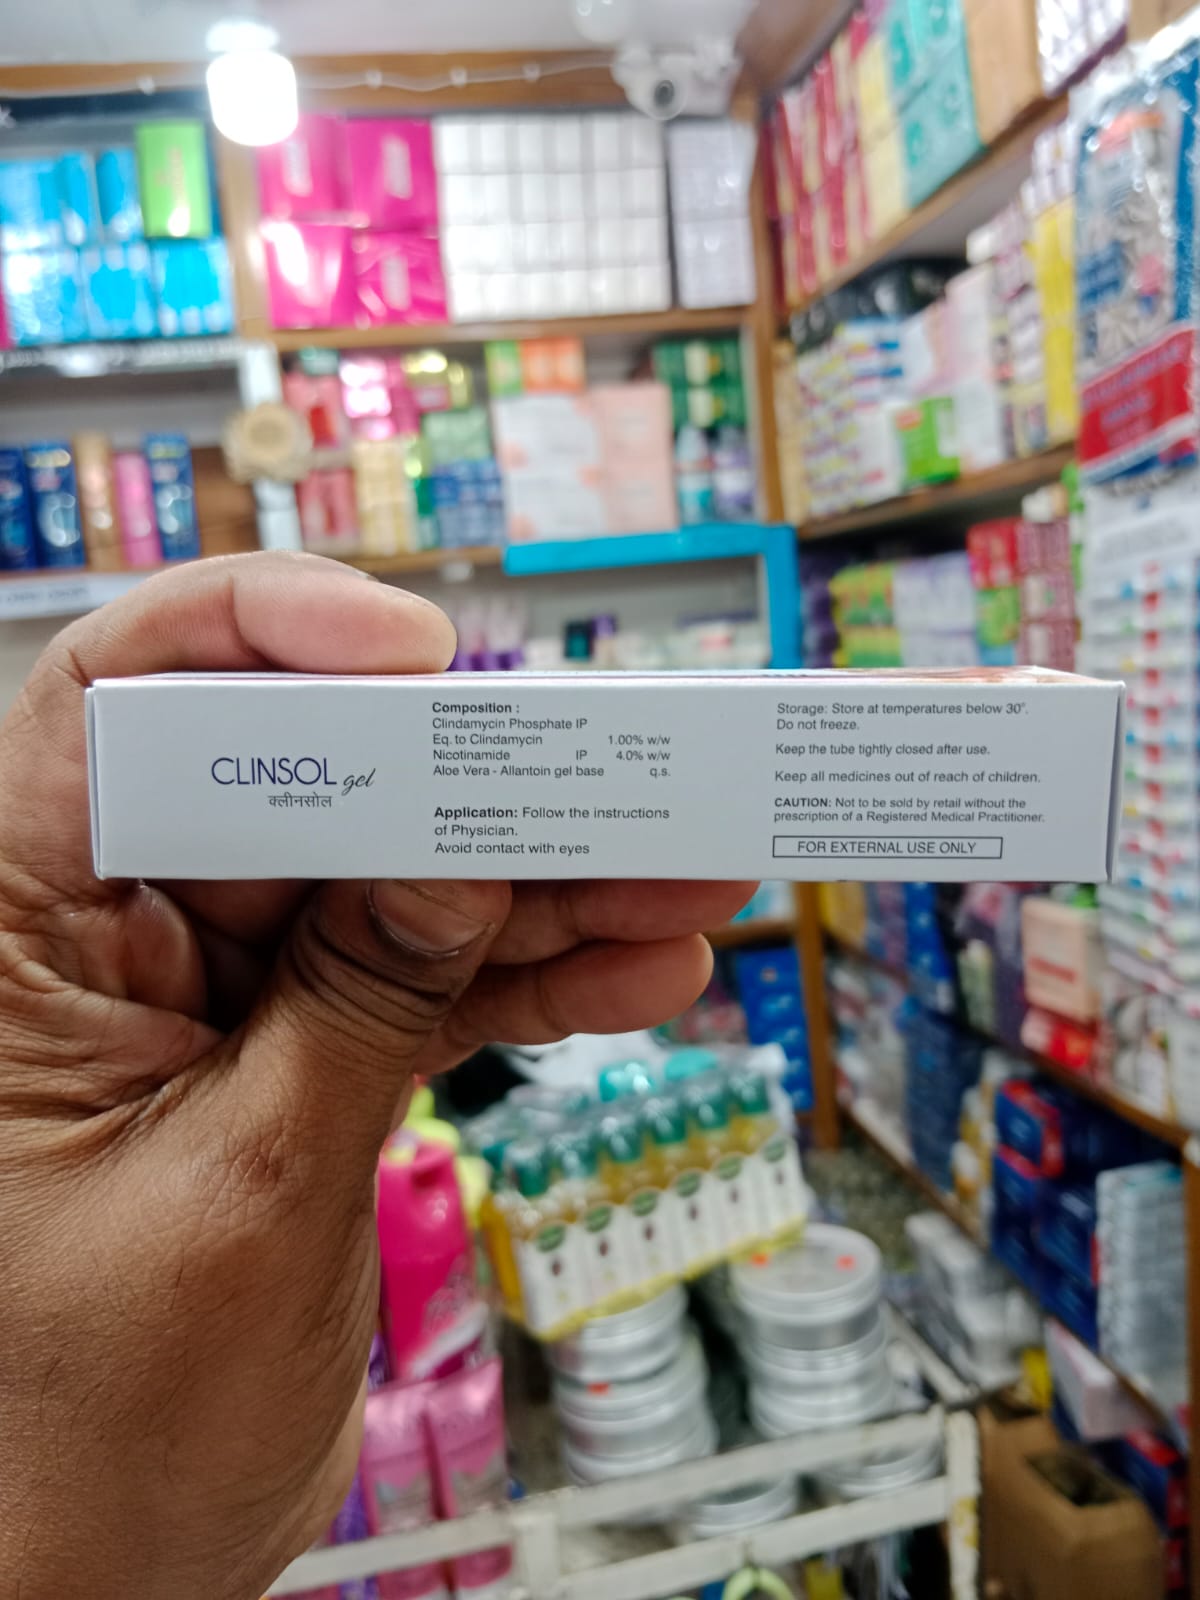 CLINSOL gel
क्लीनसोल
Composition :
Clindamycin Phosphate IP
Eq. to Clindamycin 1.00% w/w
Nicotinamide IP 4.0% w/w
Aloe Vera - Allantoin gel base q.s.
Application: Follow the instructions
of Physician.
Avoid contact with eyes
Storage: Store at temperatures below 30°.
Do not freeze.
Keep the tube tightly closed after use.
Keep all medicines out of reach of children.
CAUTION: Not to be sold by retail without the
prescription of a Registered Medical Practitioner.
FOR EXTERNAL USE ONLY